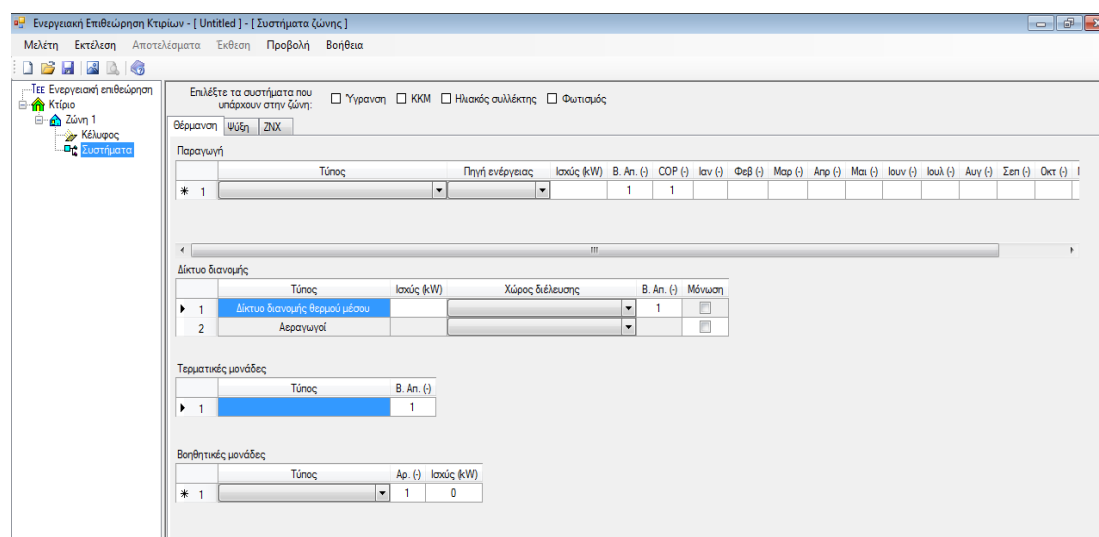 Ενεργειακή Επιθεώρηση Κτιρίων - [ Untitled ] - [ Συστήματα ζώνης ]
Μελέτη Εκτέλεση Αποτελέσματα Έκθεση Προβολή Βοήθεια
ΤΕΕ Ενεργειακή επιθεώρηση
Κτίριο
Ζώνη 1
Κέλυφος
Συστήματα
Επιλέξτε τα συστήματα που
υπάρχουν στην ζώνη:
Ύγρανση ΚΚΜ Ηλιακός συλλέκτης Φωτισμός
Θέρμανση Ψύξη ΖΝΧ
Παραγωγή
Τύπος Πηγή ενέργειας Ισχύς (kW) Β. Απ. (-) COP (-) Ιαν (-) Φεβ (-) Μαρ (-) Απρ (-) Μαι (-) Ιουν (-) Ιουλ (-) Αυγ (-) Σεπ (-) Οκτ (-)
1 1 1
Δίκτυο διανομής
Τύπος Ισχύς (kW) Χώρος διέλευσης Β. Απ. (-) Μόνωση
1 Δίκτυο διανομής θερμού μέσου 1
2 Αεραγωγοί
Τερματικές μονάδες
Τύπος Β. Απ. (-)
1 1
Βοηθητικές μονάδες
Τύπος Αρ. (-) Ισχύς (kW)
1 1 0